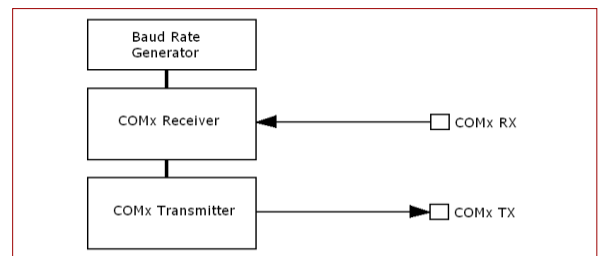 Baud Rate
Generator
COMx Receiver
COMx RX
COMx Transmitter
COMx TX